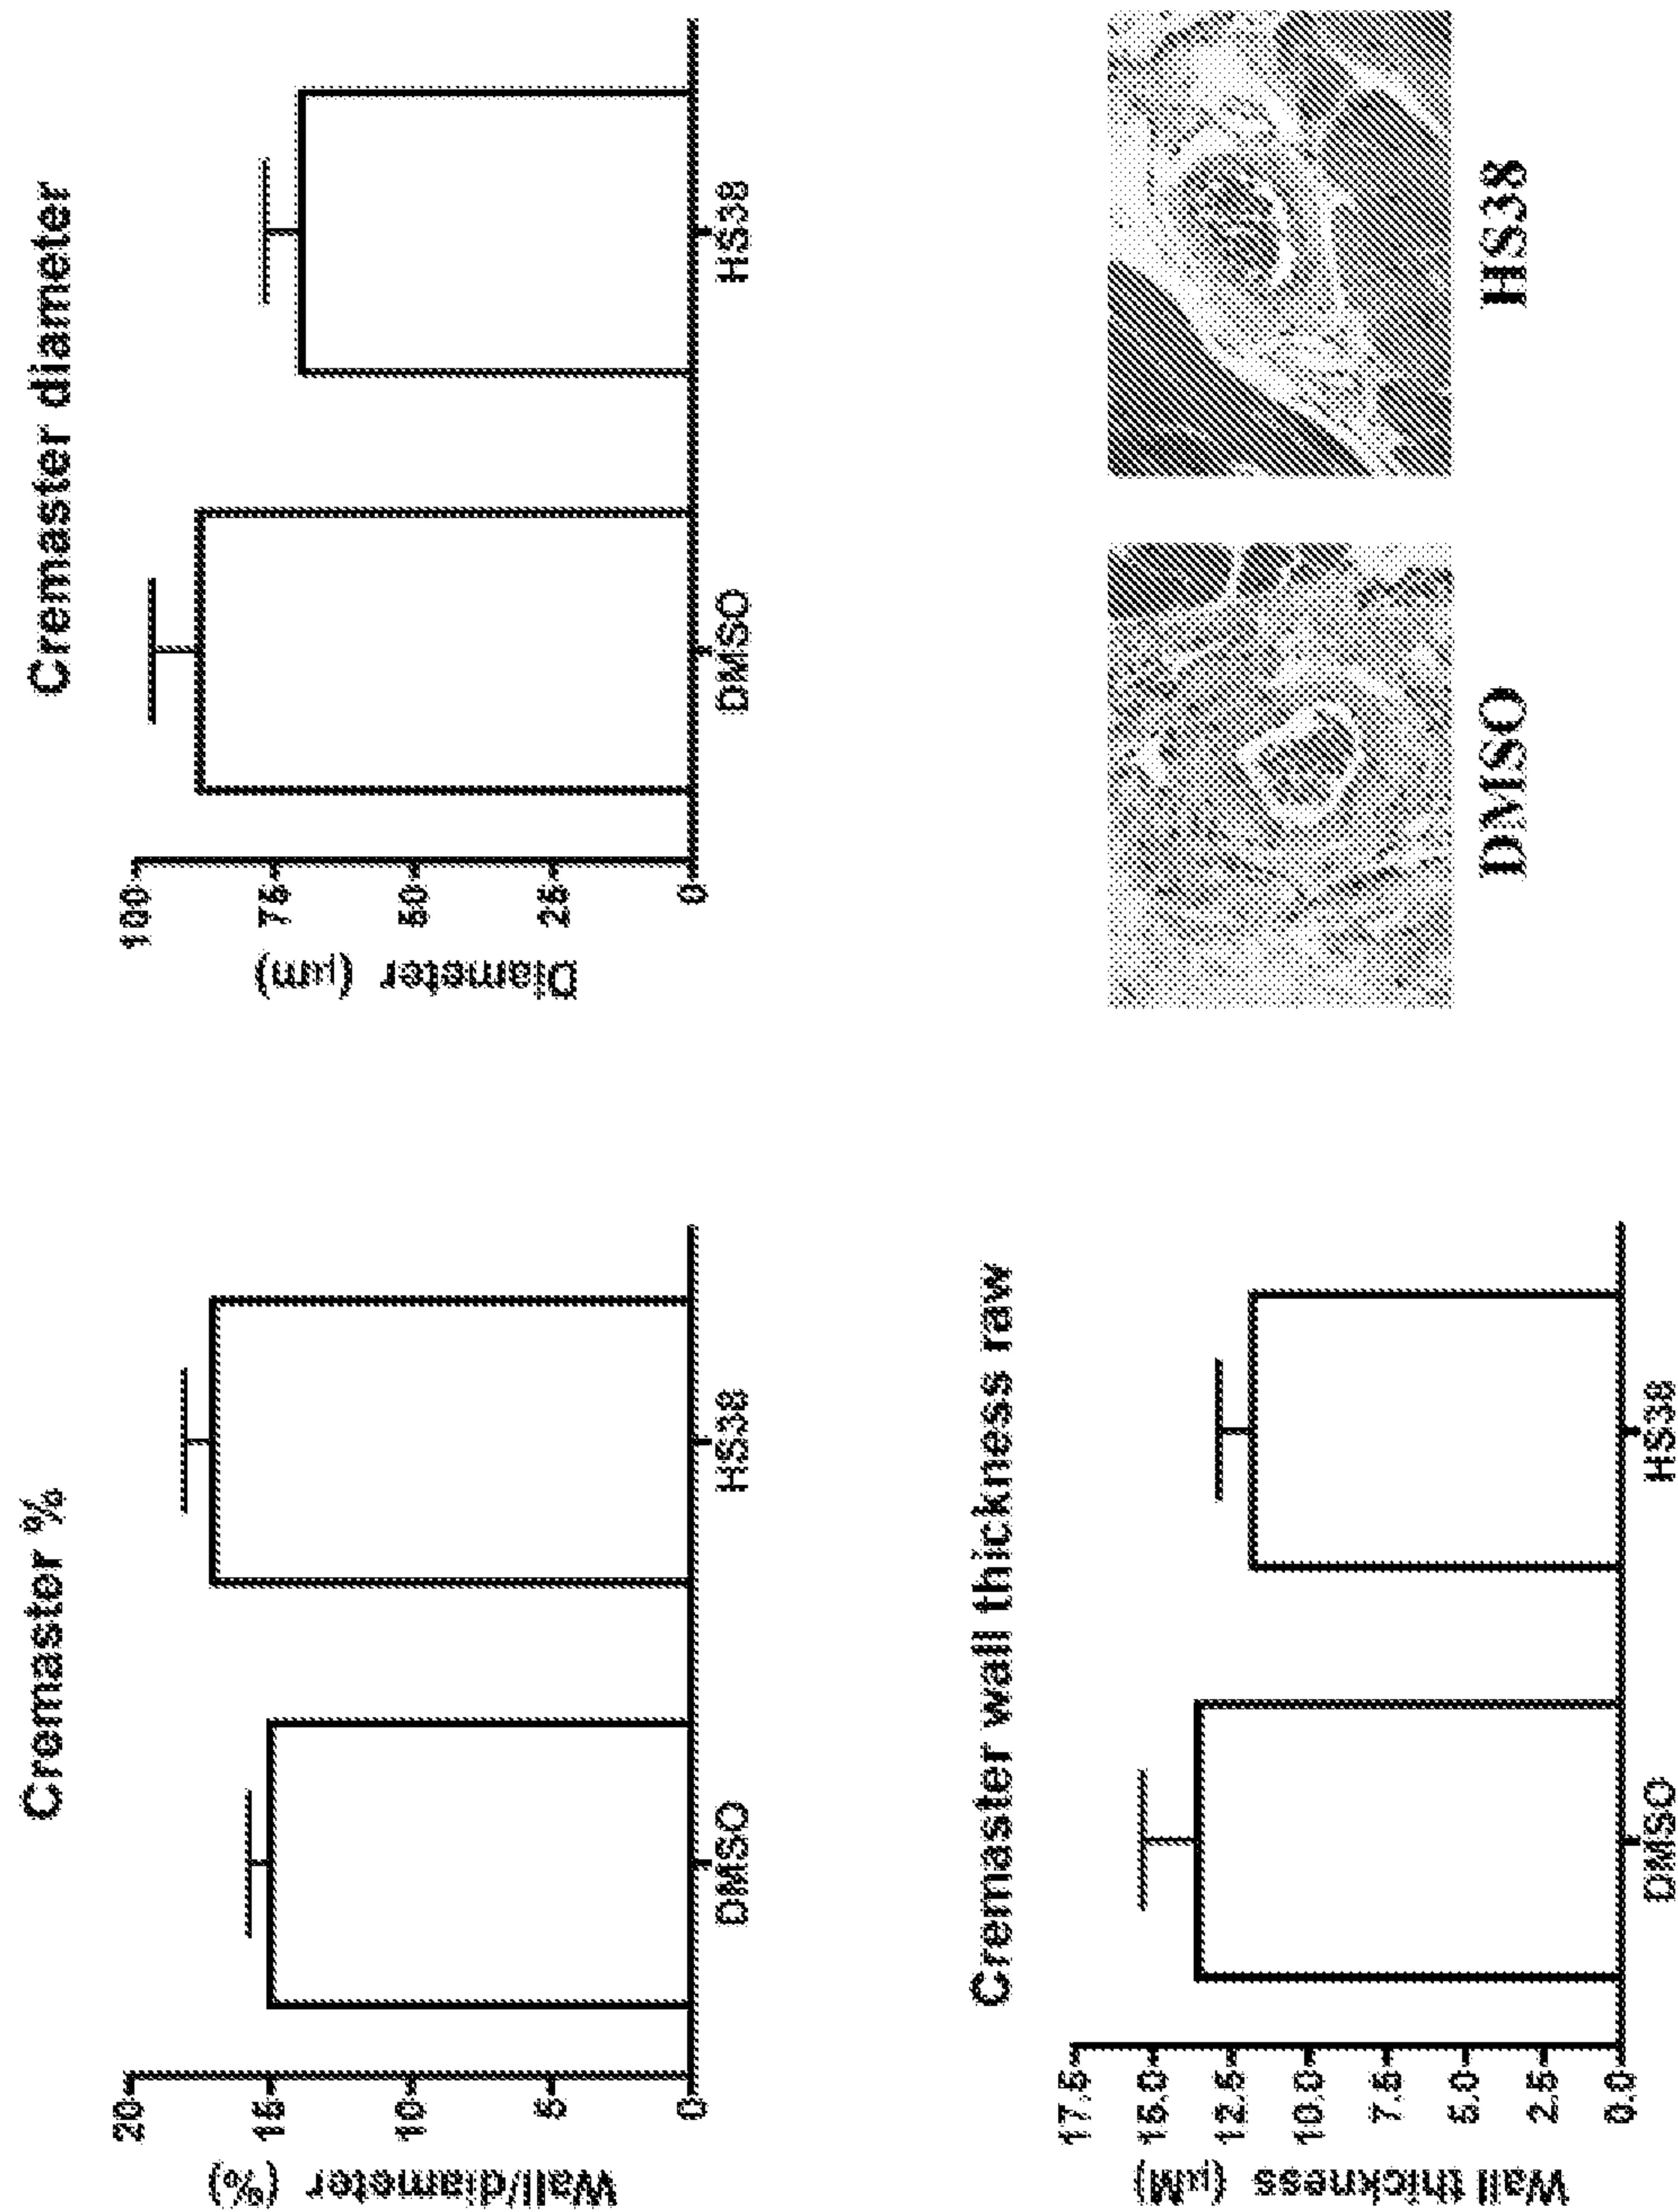 Cremaster %
Wall/diameter (%)
20
15
10
5
0
DMSO
HS38
Cremaster diameter
Diameter (µm)
100
75
50
25
0
DMSO
HS38
Cremaster wall thickness raw
Wall thickness (µM)
17.5
15.0
12.5
10.0
7.5
5.0
2.5
0.0
DMSO
HS38
DMSO
HS38